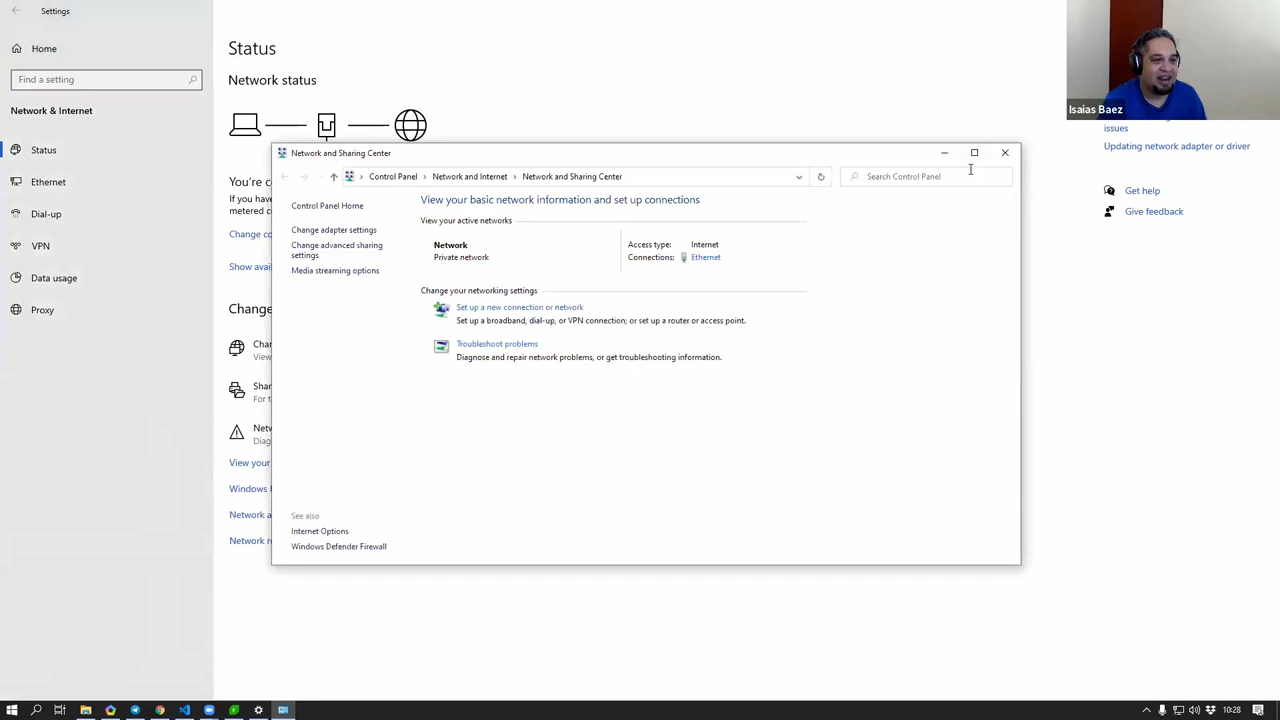 Settings
Home
Find a setting
Network & Internet
Status
Ethernet
Dial-up
VPN
Data usage
Proxy
Status
Network status
You're c
metered c
Change co
Show avai
Change
Char
View
Shar
For t
Netw
Diag
View your
Windows
Network a
Network r
Network and Sharing Center
Control Panel > Network and Internet > Network and Sharing Center
Search Control Panel
Control Panel Home
Change adapter settings
Change advanced sharing
settings
Media streaming options
See also
Internet Options
Windows Defender Firewall
View your basic network information and set up connections
View your active networks
Network
Private network
Access type: Internet
Connections: Ethernet
Change your networking settings
Set up a new connection or network
Set up a broadband, dial-up, or VPN connection; or set up a router or access point.
Troubleshoot problems
Diagnose and repair network problems, or get troubleshooting information.
Isaias Baez
issues
Updating network adapter or driver
Get help
Give feedback
10:28